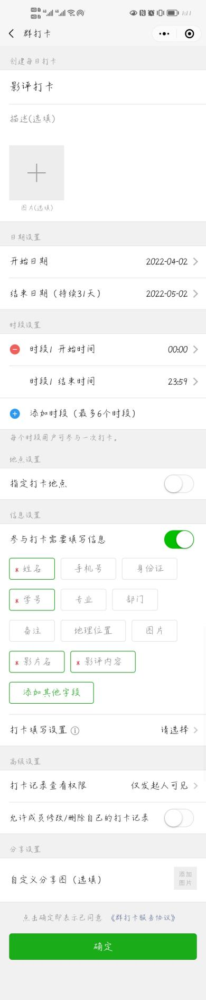 HD 1 4G 4G
HD 2
1:11
群打卡
创建每日打卡
影评打卡
描述(选填)
图片(选填)
日期设置
开始日期 2022-04-02
结束日期（持续31天） 2022-05-02
时段设置
时段1 开始时间 00:00
时段1 结束时间 23:59
添加时段（最多6个时段）
每个时段用户可参与一次打卡。
地点设置
指定打卡地点
信息设置
参与打卡需要填写信息
* 姓名 手机号 身份证
* 学号 专业 部门
备注 地理位置 图片
* 影片名 * 影评内容
添加其他字段
打卡填写设置 请选择
高级设置
打卡记录查看权限 仅发起人可见
允许成员修改/删除自己的打卡记录
分享设置
自定义分享图（选填） 添加
图片
点击确定即表示已同意 《群打卡服务协议》
确定